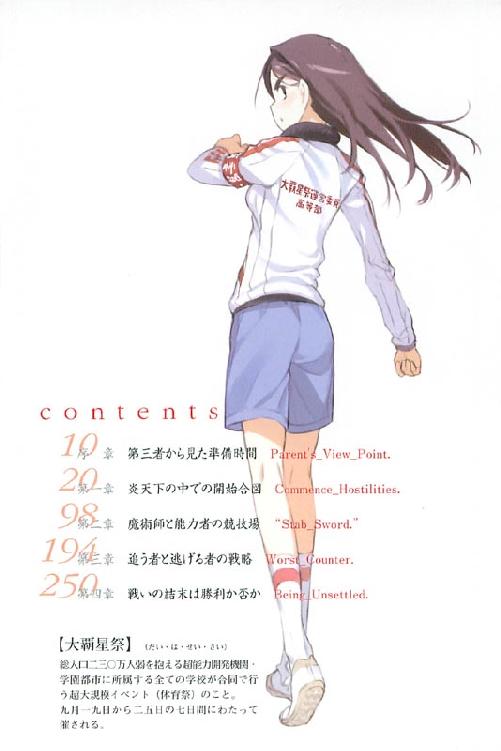 大覇星祭運営委員
高等部
contents
10 序章 第三者から見た準備時間 Parent's_View_Point.
20 第一章 炎天下の中での開始合図 Commence_Hostilities.
98 第二章 魔術師と能力者の競技場 "Stab_Sword."
194 第三章 追う者と逃げる者の戦略 Worst_Counter.
250 第四章 戦いの結末は勝利か否か Being_Unsettled.
【大覇星祭】 (だい・は・せい・さい)
総人口二三〇万人弱を抱える超能力開発機関・
学園都市に所属する全ての学校が合同で行
う超大規模イベント（体育祭）のこと。
九月一九日から二五日の七日間にわたって
催される。